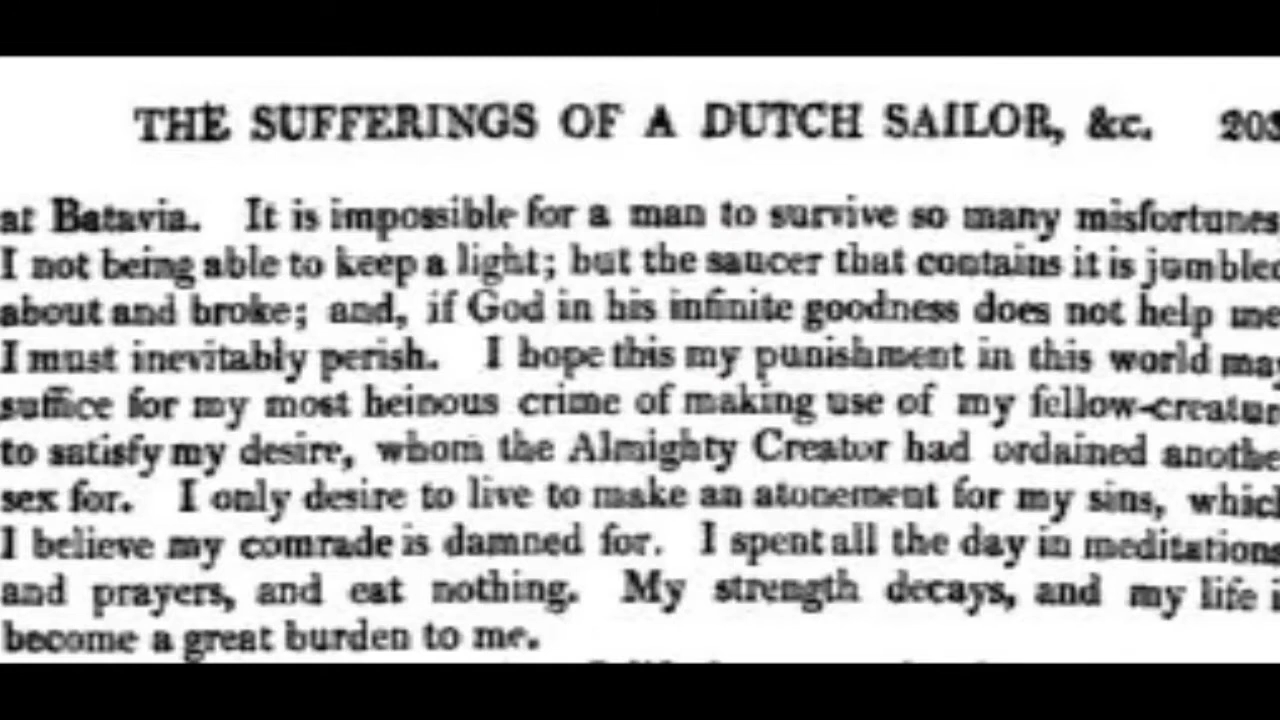 THE SUFFERINGS OF A DUTCH SAILOR, &c. 203
at Batavia. It is impossible for a man to survive so many misfortunes
I not being able to keep a light; but the saucer that contains it is jumbled
about and broke; and, if God in his infinite goodness does not help me
I must inevitably perish. I hope this my punishment in this world may
suffice for my most heinous crime of making use of my fellow-creatur
to satisfy my desire, whom the Almighty Creator had ordained anothe
sex for. I only desire to live to make an atonement for my sins, which
I believe my comrade is damned for. I spent all the day in meditations
and prayers, and eat nothing. My strength decays, and my life i
become a great burden to me.